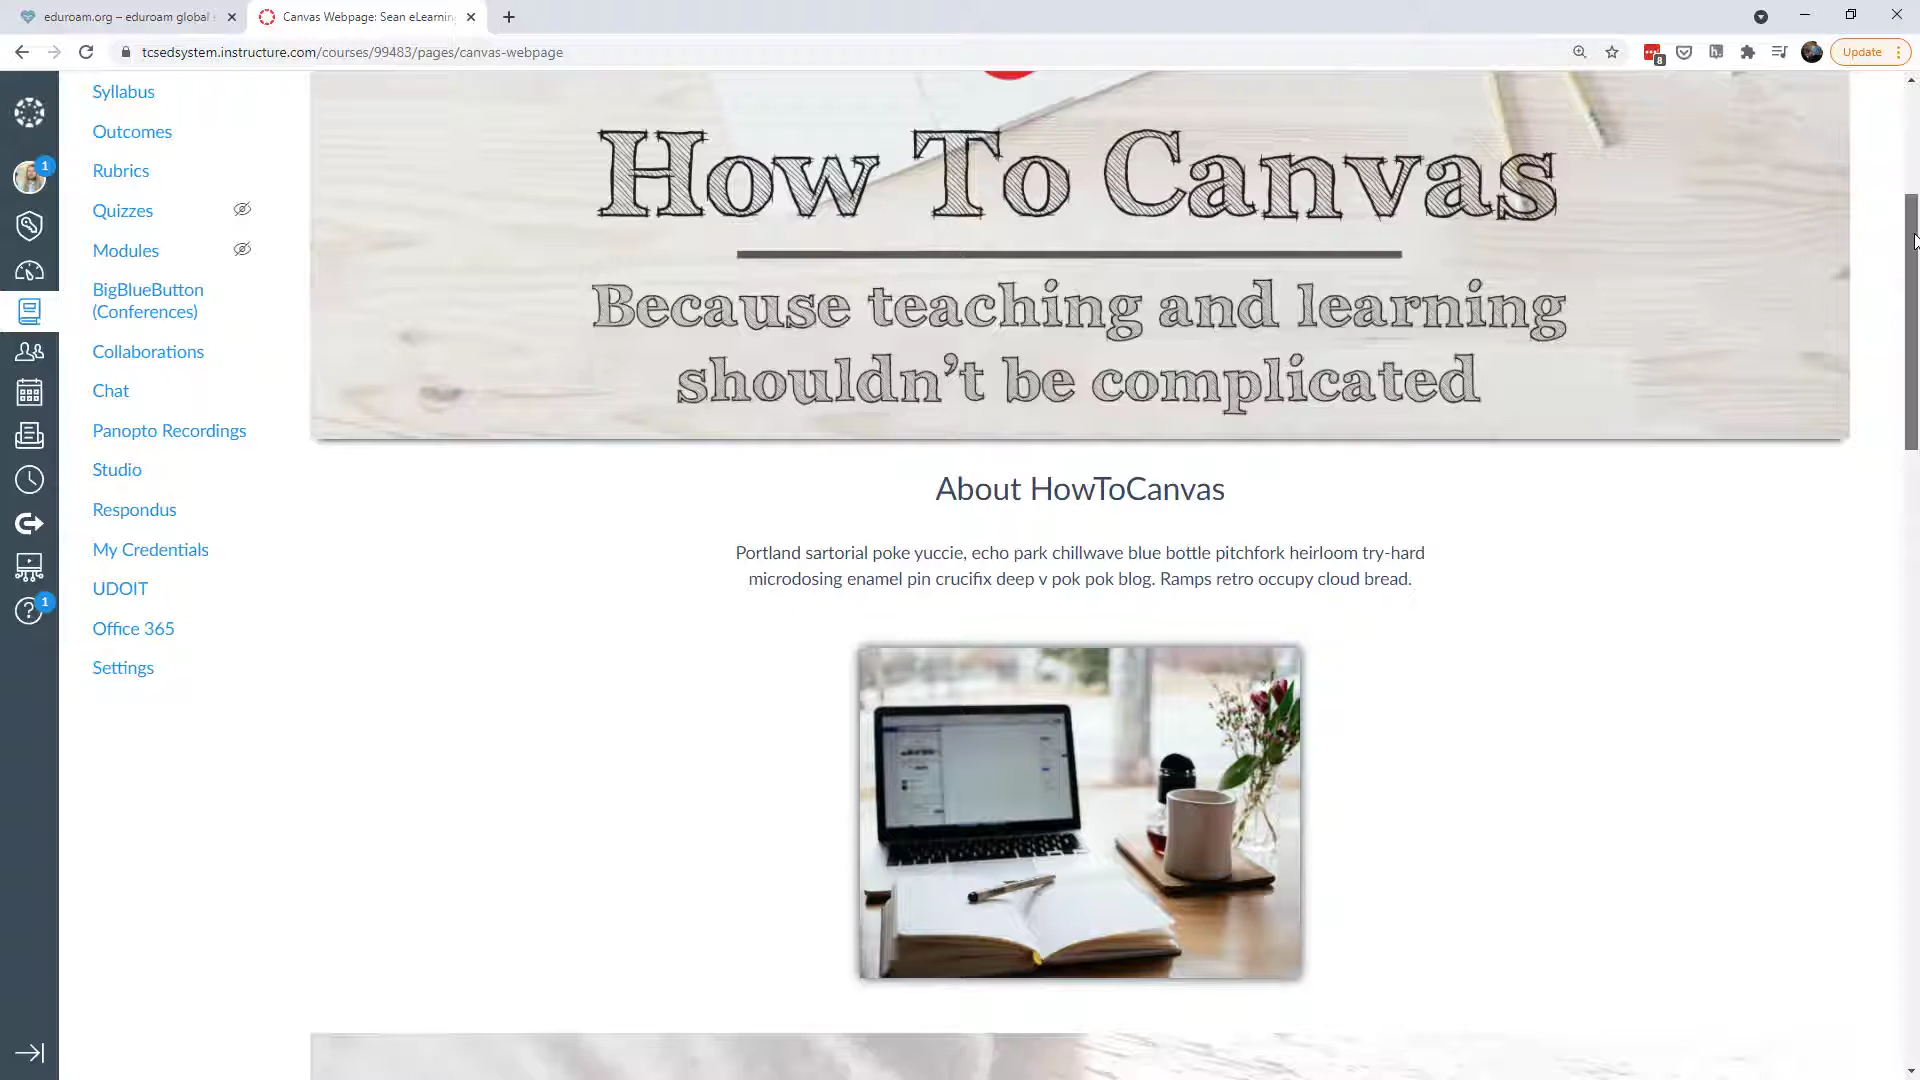 eduroam.org – eduroam global
Canvas Webpage: Sean eLearnin
tcsedsystem.instructure.com/courses/99483/pages/canvas-webpage
8
Update
Syllabus
Outcomes
1
Rubrics
Quizzes
Modules
BigBlueButton
(Conferences)
Collaborations
Chat
Panopto Recordings
Studio
Respondus
My Credentials
UDOIT
1
Office 365
Settings
How To Canvas
Because teaching and learning
shouldn’t be complicated
About HowToCanvas
Portland sartorial poke yuccie, echo park chillwave blue bottle pitchfork heirloom try-hard
microdosing enamel pin crucifix deep v pok pok blog. Ramps retro occupy cloud bread.